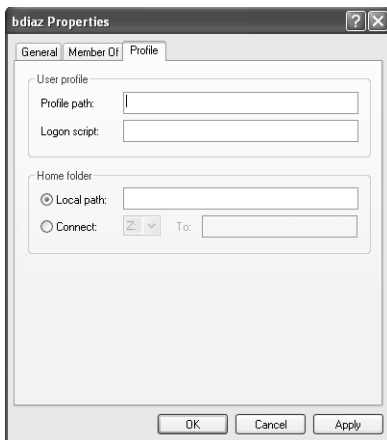 bdiaz Properties
General Member Of Profile
User profile
Profile path:
Logon script:
Home folder
Local path:
Connect: Z: To:
OK Cancel Apply